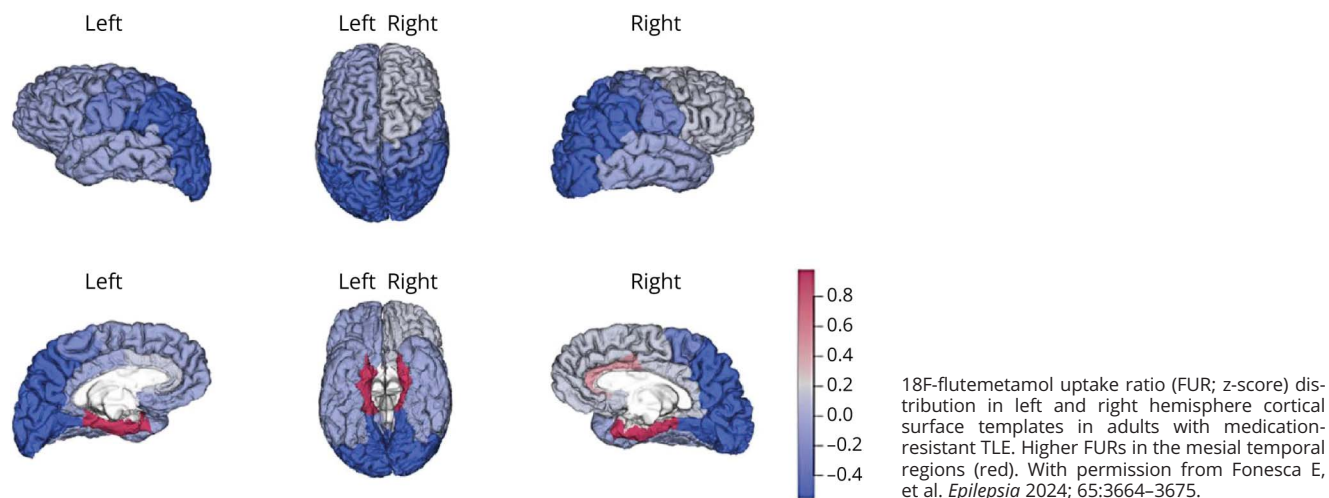 Left
Left Right
Right
Left
Left Right
Right
0.8
0.6
0.4
0.2
0.0
−0.2
−0.4
18F-flutemetamol uptake ratio (FUR; z-score) dis-
tribution in left and right hemisphere cortical
surface templates in adults with medication-
resistant TLE. Higher FURs in the mesial temporal
regions (red). With permission from Fonesca E,
et al. Epilepsia 2024; 65:3664–3675.